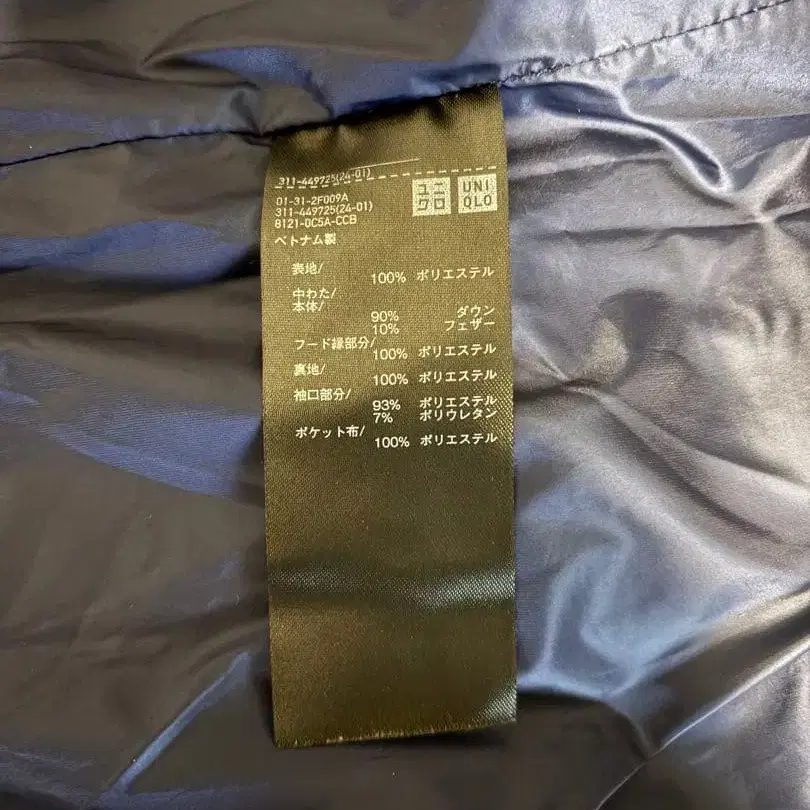 311-449725(24-01)
ユニクロ UNIQLO
01-31-2F009A
311-449725(24-01)
8121-0C5A-CCB
ベトナム製
表地/
100% ポリエステル
中わた/
本体/
90% ダウン
10% フェザー
フード縁部分/
100% ポリエステル
裏地/
100% ポリエステル
袖口部分/
93% ポリエステル
7% ポリウレタン
ポケット布/
100% ポリエステル